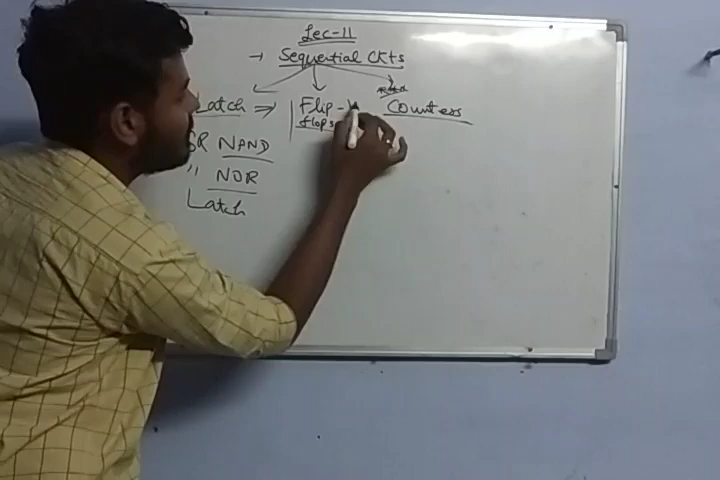 Lec-11
→ Sequential CKTs
Latch ⇒ Flip-flops
Counters
SR NAND
" NOR
Latch